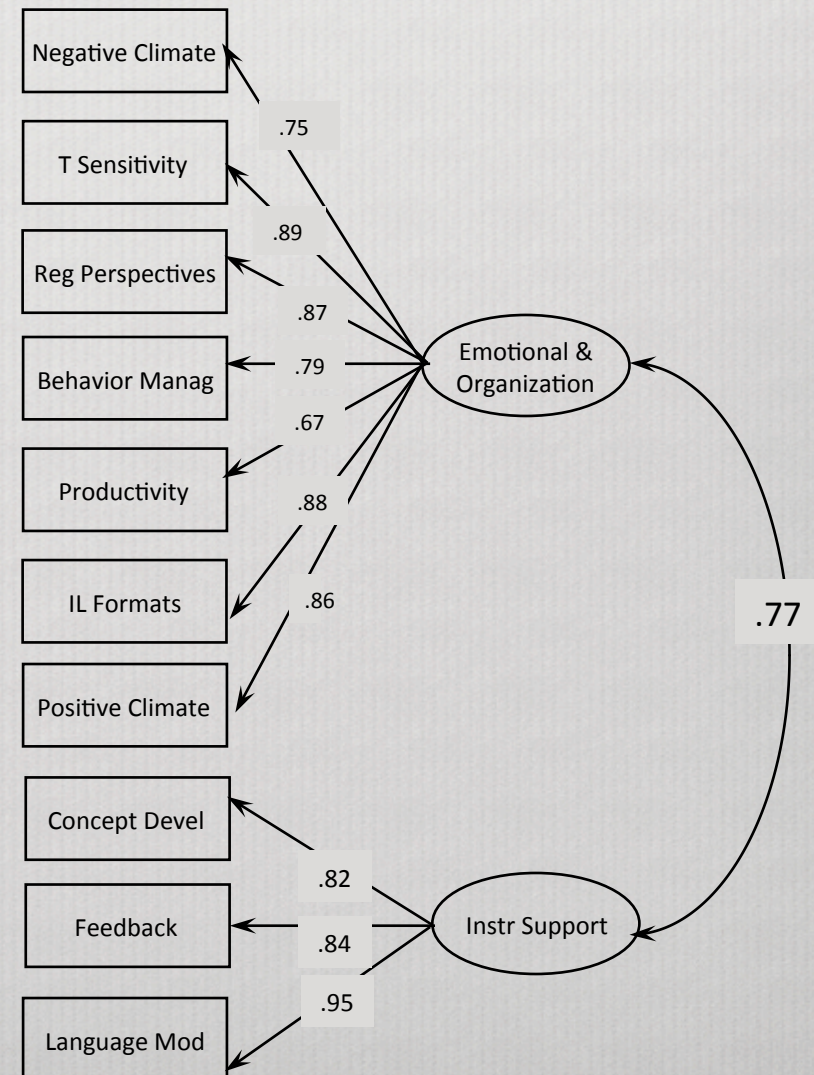 Negative Climate
.75
T Sensitivity
.89
Reg Perspectives
.87
Emotional &
Organization
Behavior Manag
.79
.67
Productivity
.88
IL Formats
.86
.77
Positive Climate
Concept Devel
.82
Feedback
.84
Instr Support
.95
Language Mod